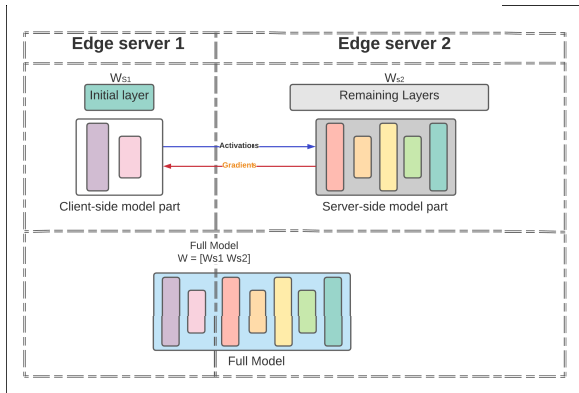 Edge server 1
Edge server 2
WS1
Ws2
Initial layer
Remaining Layers
Activations
Gradients
Client-side model part
Server-side model part
Full Model
W = [Ws1 Ws2]
Full Model